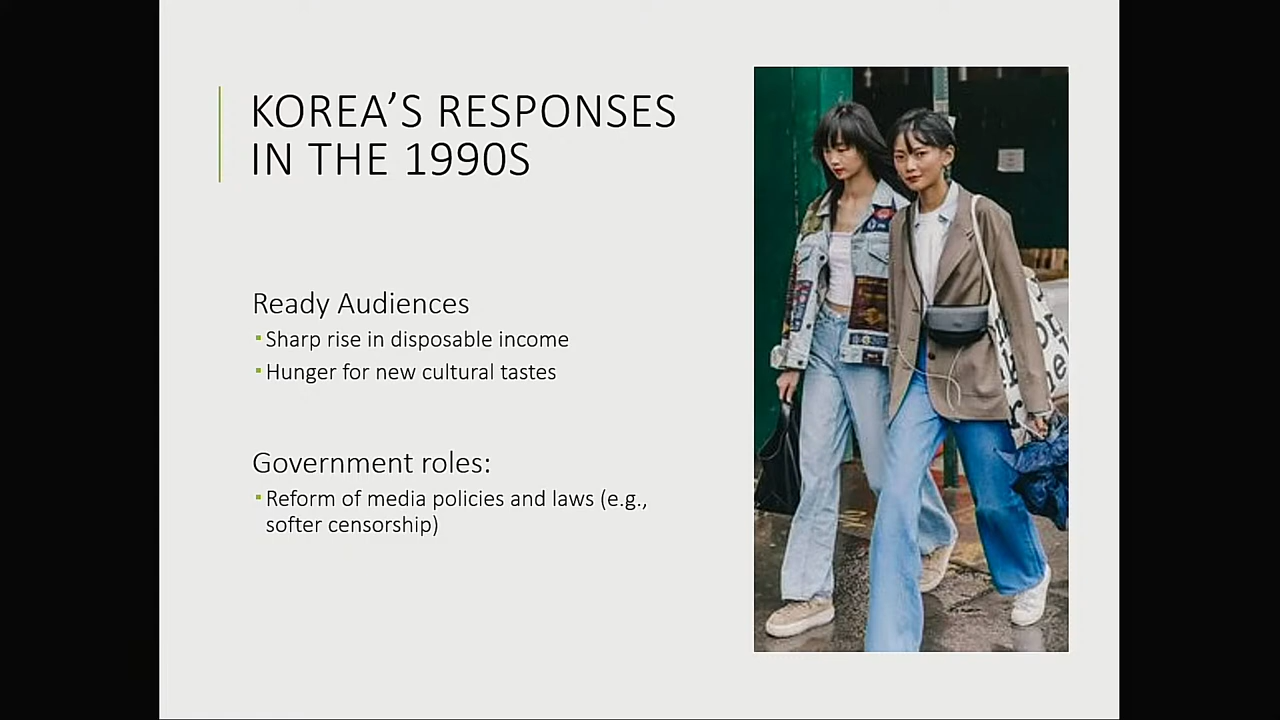 KOREA’S RESPONSES
IN THE 1990S
Ready Audiences
▪ Sharp rise in disposable income
▪ Hunger for new cultural tastes
Government roles:
▪ Reform of media policies and laws (e.g.,
softer censorship)